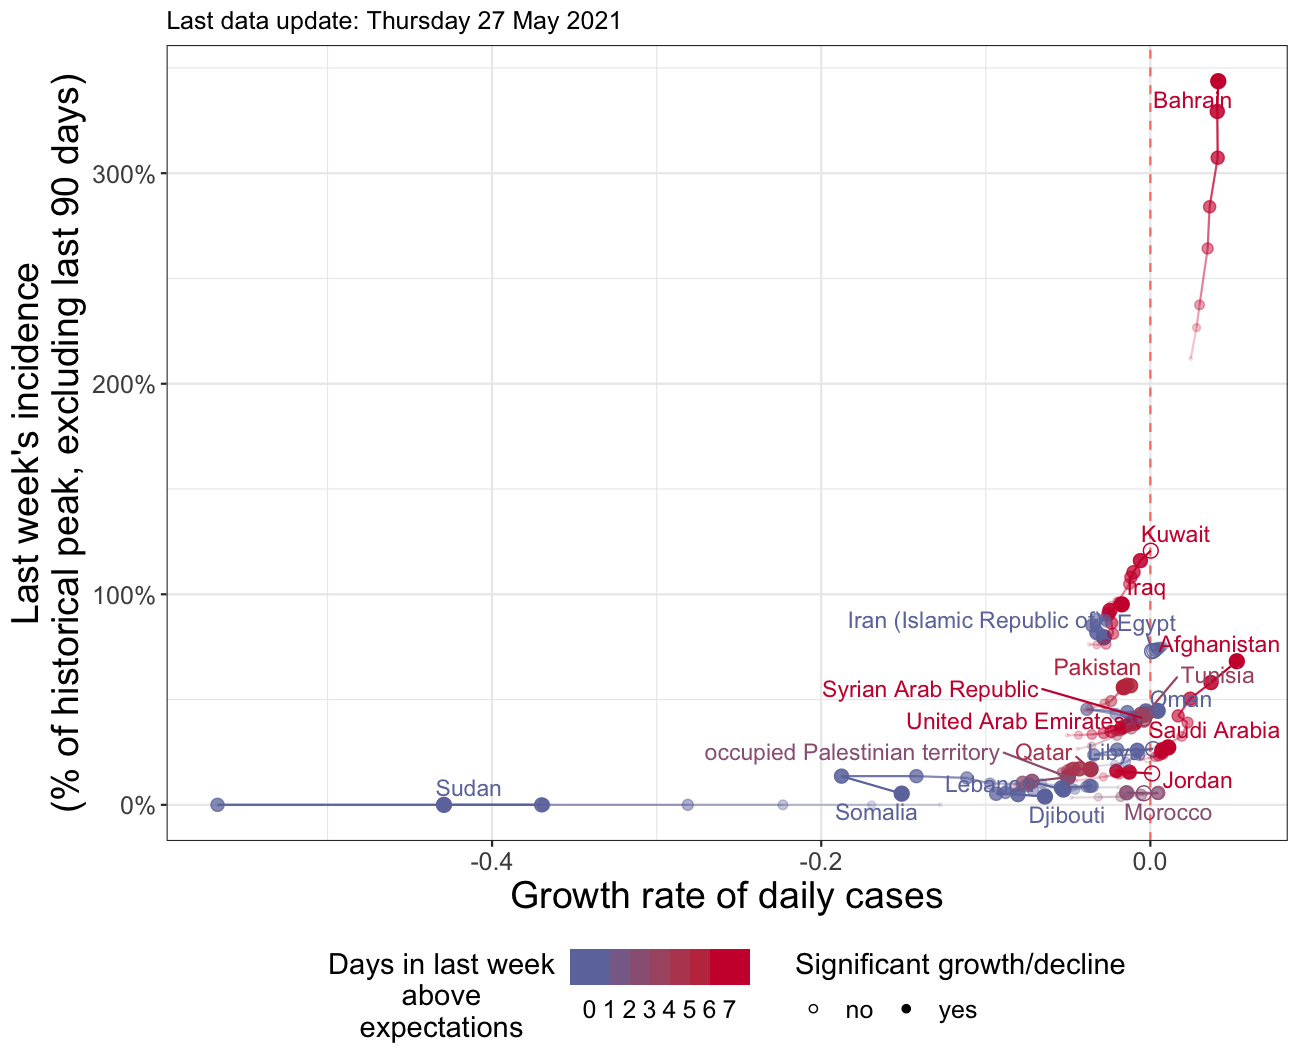 Last data update: Thursday 27 May 2021
Last week's incidence
(% of historical peak, excluding last 90 days)
300%
200%
100%
0%
Bahrain
Kuwait
Iraq
Iran (Islamic Republic of)
Egypt
Afghanistan
Pakistan
Tunisia
Syrian Arab Republic
Oman
United Arab Emirates
Saudi Arabia
occupied Palestinian territory
Qatar
Libya
Jordan
Lebanon
Sudan
Somalia
Djibouti
Morocco
-0.4
-0.2
0.0
Growth rate of daily cases
Days in last week
above
expectations
0 1 2 3 4 5 6 7
Significant growth/decline
no
yes